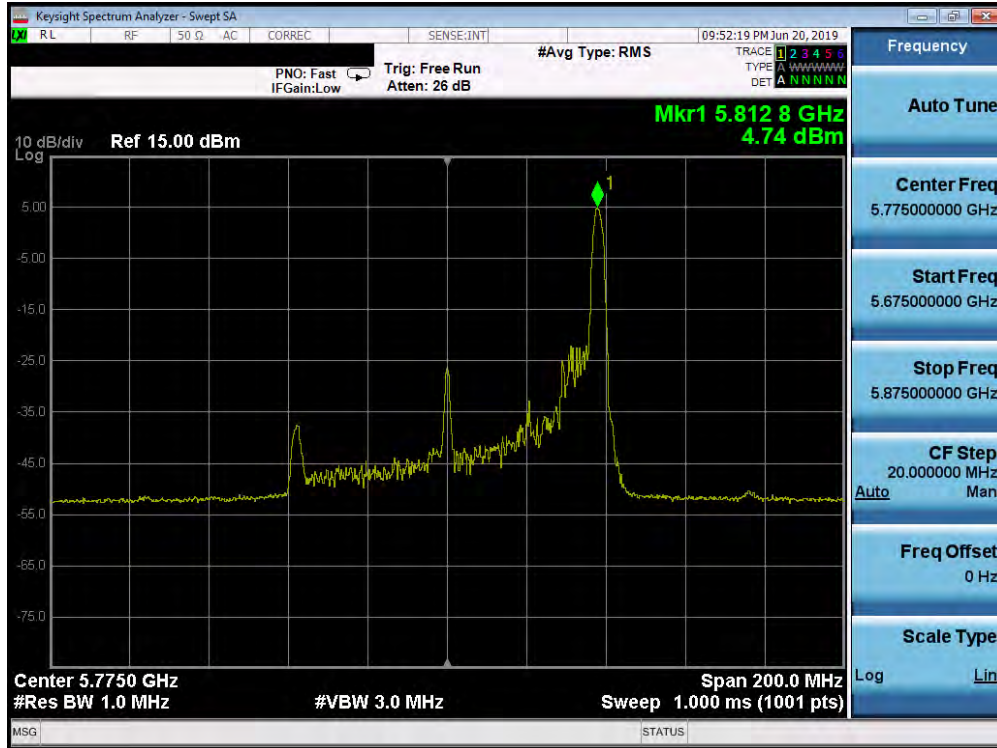 Keysight Spectrum Analyzer - Swept SA
LXI RL RF 50 Ω AC CORREC SENSE:INT 09:52:19 PM Jun 20, 2019
#Avg Type: RMS TRACE 1 2 3 4 5 6
PNO: Fast Trig: Free Run TYPE A WWWWW
IFGain:Low Atten: 26 dB DET A N N N N N
Mkr1 5.812 8 GHz
4.74 dBm
10 dB/div Ref 15.00 dBm
Log
1
5.00
-5.00
-15.0
-25.0
-35.0
-45.0
-55.0
-65.0
-75.0
Center 5.7750 GHz Span 200.0 MHz
#Res BW 1.0 MHz #VBW 3.0 MHz Sweep 1.000 ms (1001 pts)
MSG STATUS
Frequency
Auto Tune
Center Freq
5.775000000 GHz
Start Freq
5.675000000 GHz
Stop Freq
5.875000000 GHz
CF Step
20.000000 MHz
Auto Man
Freq Offset
0 Hz
Scale Type
Log Lin